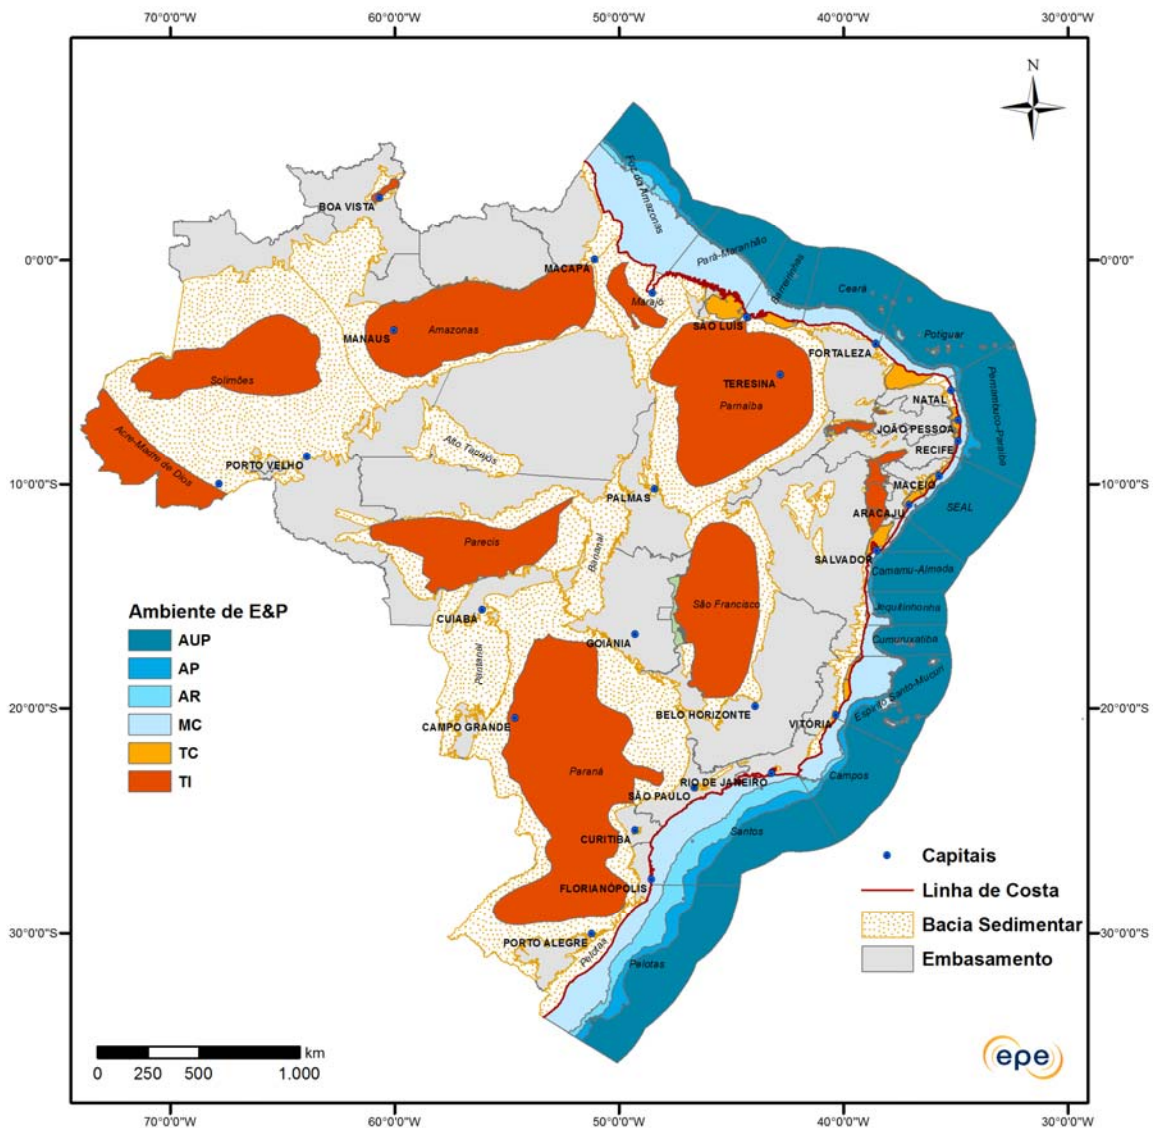 70°0'0"W
60°0'0"W
50°0'0"W
40°0'0"W
30°0'0"W
N
Foz do Amazonas
BOA VISTA
Pará-Maranhão
0°0'0"
MACAPÁ
0°0'0"
Barreirinhas
Ceará
Marajó
Amazonas
SÃO LUÍS
MANAUS
Potiguar
FORTALEZA
Solimões
TERESINA
Parnaíba
NATAL
Pernambuco-Paraíba
JOÃO PESSOA
Acre-Madre de Dios
Alto Tapajós
RECIFE
PORTO VELHO
MACEIÓ
10°0'0"S
PALMAS
10°0'0"S
ARACAJU
SEAL
Parecis
Bananal
SALVADOR
Camamu-Almada
São Francisco
Jequitinhonha
Ambiente de E&P
CUIABÁ
AUP
GOIÂNIA
Cumuruxatiba
AP
Pantanal
AR
Espírito Santo-Mucuri
20°0'0"S
MC
BELO HORIZONTE
VITÓRIA
20°0'0"S
CAMPO GRANDE
TC
TI
Paraná
RIO DE JANEIRO
Campos
SÃO PAULO
Santos
CURITIBA
Capitais
FLORIANÓPOLIS
Linha de Costa
Bacia Sedimentar
30°0'0"S
PORTO ALEGRE
Pelotas
30°0'0"S
Pelotas
Embasamento
km
0
250
500
1.000
epe
70°0'0"W
60°0'0"W
50°0'0"W
40°0'0"W
30°0'0"W